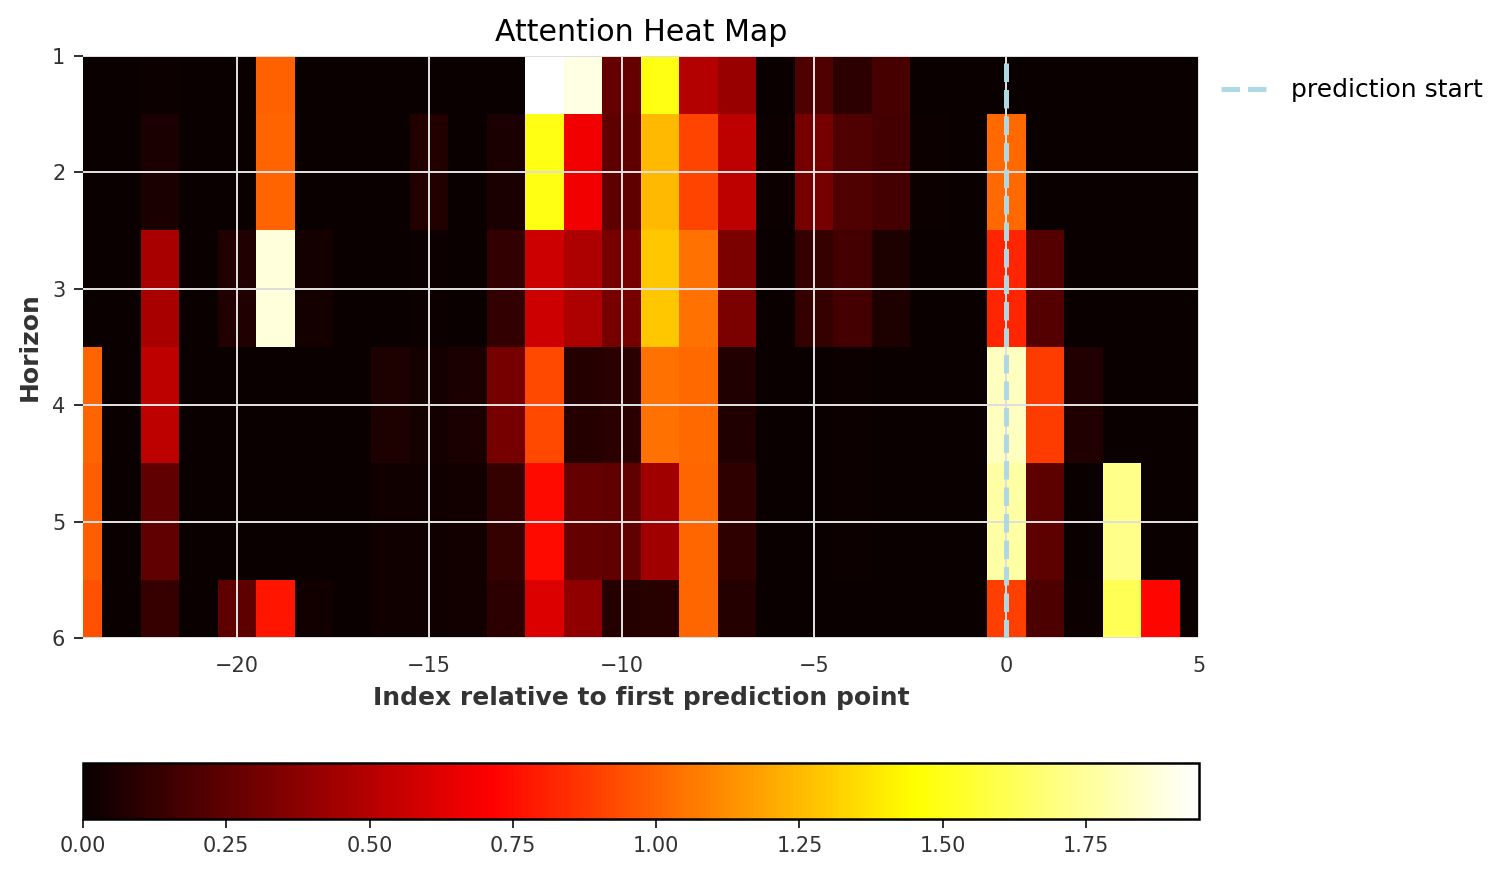 Attention Heat Map
1
2
3
4
5
6
Horizon
−20 −15 −10 −5 0 5
Index relative to first prediction point
prediction start
0.00 0.25 0.50 0.75 1.00 1.25 1.50 1.75